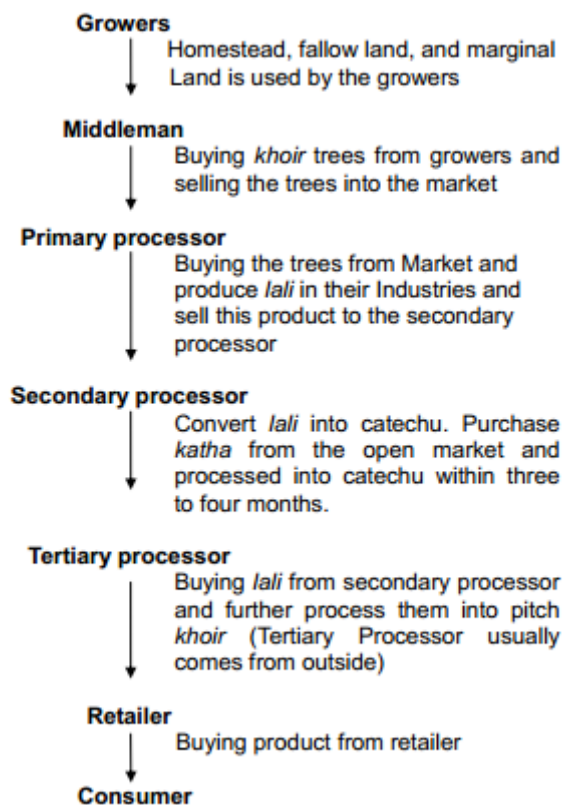 Growers
Homestead, fallow land, and marginal
Land is used by the growers
Middleman
Buying khoir trees from growers and
selling the trees into the market
Primary processor
Buying the trees from Market and
produce lali in their Industries and
sell this product to the secondary
processor
Secondary processor
Convert lali into catechu. Purchase
katha from the open market and
processed into catechu within three
to four months.
Tertiary processor
Buying lali from secondary processor
and further process them into pitch
khoir (Tertiary Processor usually
comes from outside)
Retailer
Buying product from retailer
Consumer